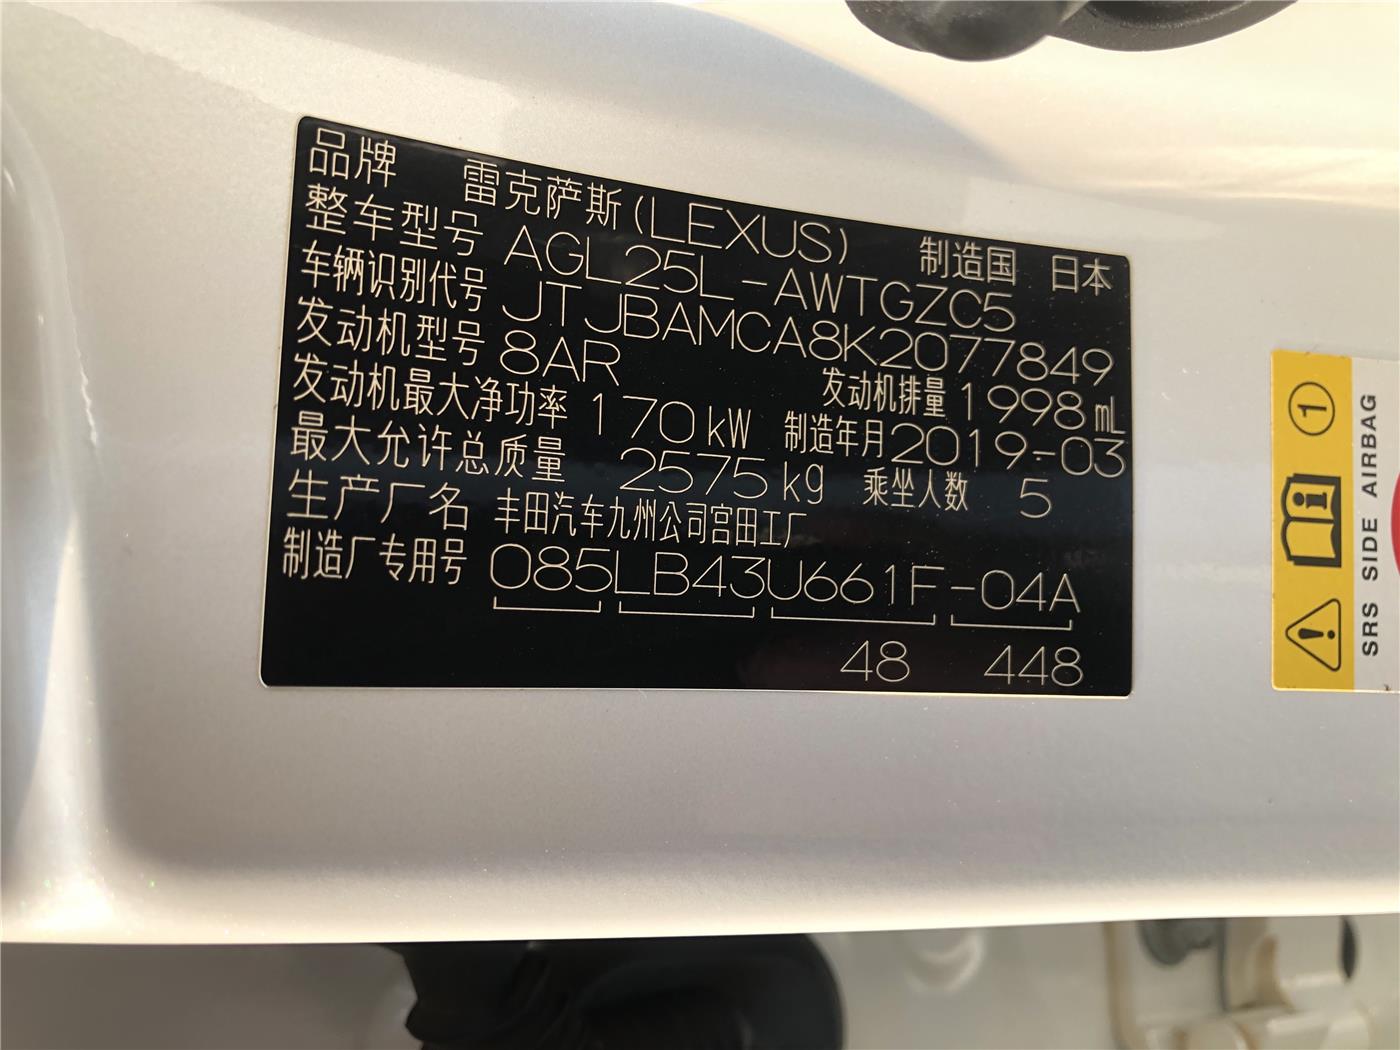 品牌 雷克萨斯(LEXUS) 制造国 日本
整车型号 AGL25L-AWTGZC5
车辆识别代号 JTJBAMCA8K2077849
发动机型号 8AR 发动机排量 1998mL
发动机最大净功率 170kW 制造年月 2019-03
最大允许总质量 2575kg 乘坐人数 5
生产厂名 丰田汽车九州公司宫田工厂
制造厂专用号 085LB43U661F-04A
48 448
1
SRS SIDE AIRBAG